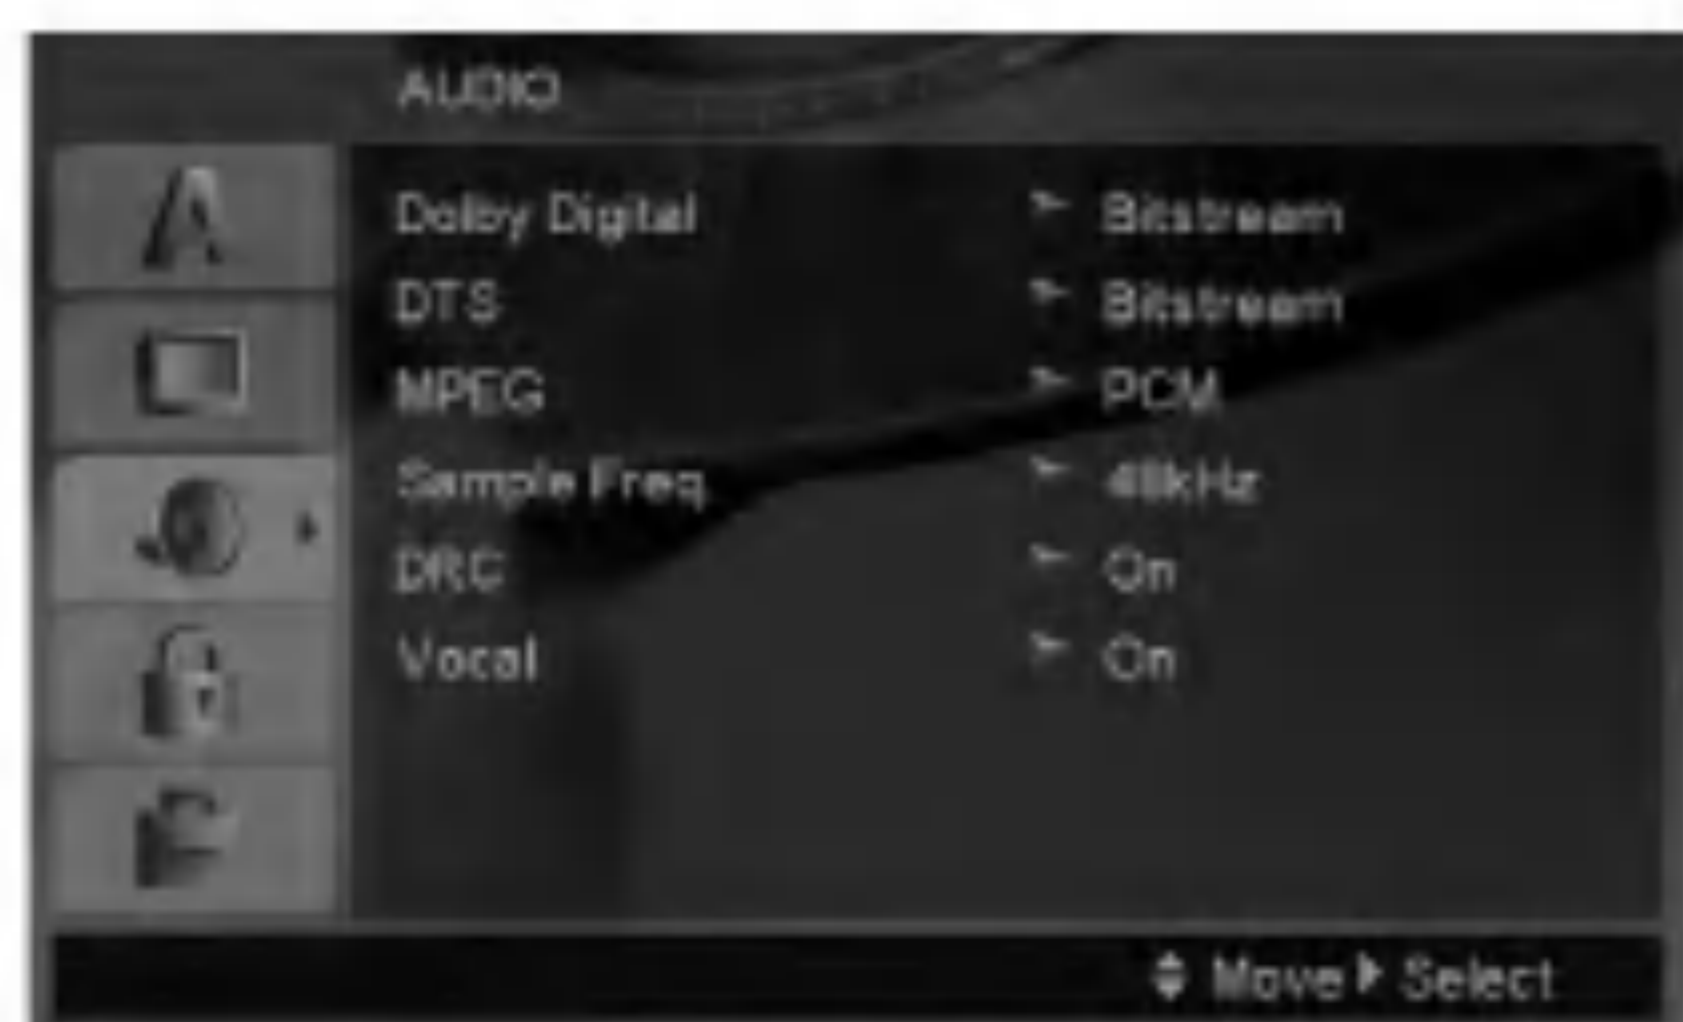 AUDIO
Dolby Digital Bitstream
DTS Bitstream
MPEG PCM
Sample Freq. 48kHz
DRC On
Vocal On
Move Select